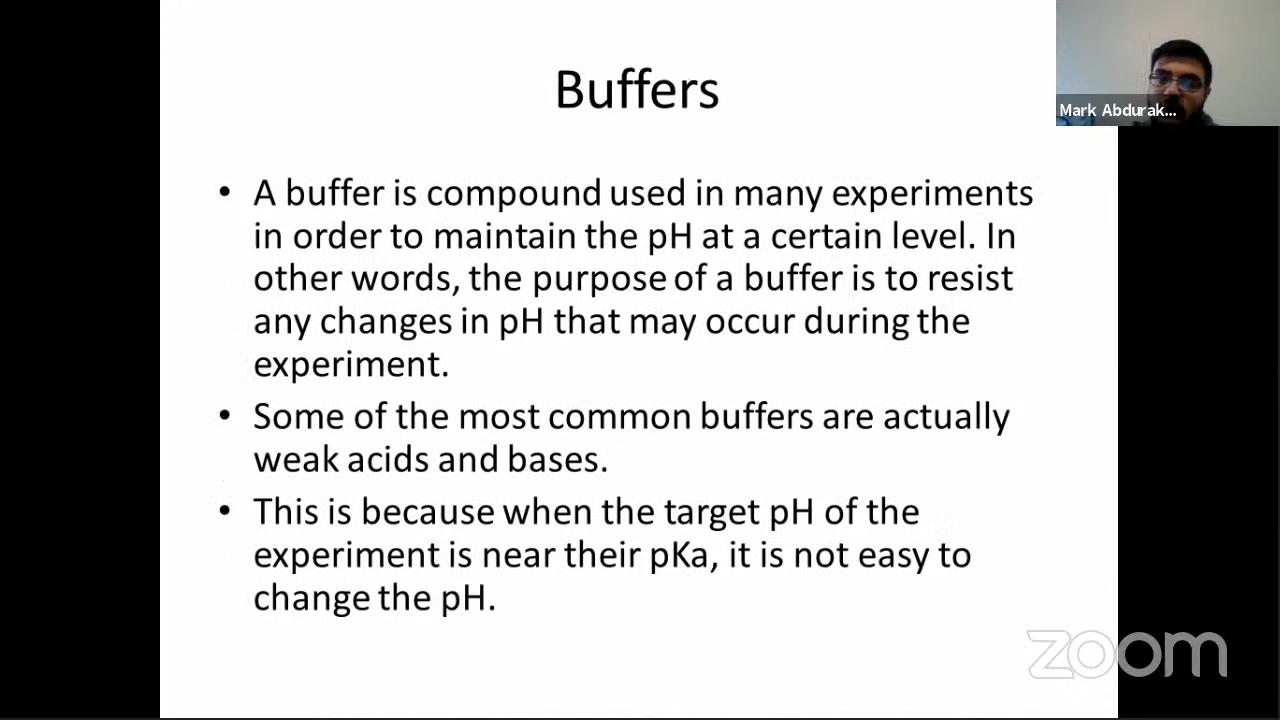 Buffers
Mark Abdurak...
• A buffer is compound used in many experiments
in order to maintain the pH at a certain level. In
other words, the purpose of a buffer is to resist
any changes in pH that may occur during the
experiment.
• Some of the most common buffers are actually
weak acids and bases.
• This is because when the target pH of the
experiment is near their pKa, it is not easy to
change the pH.
zoom